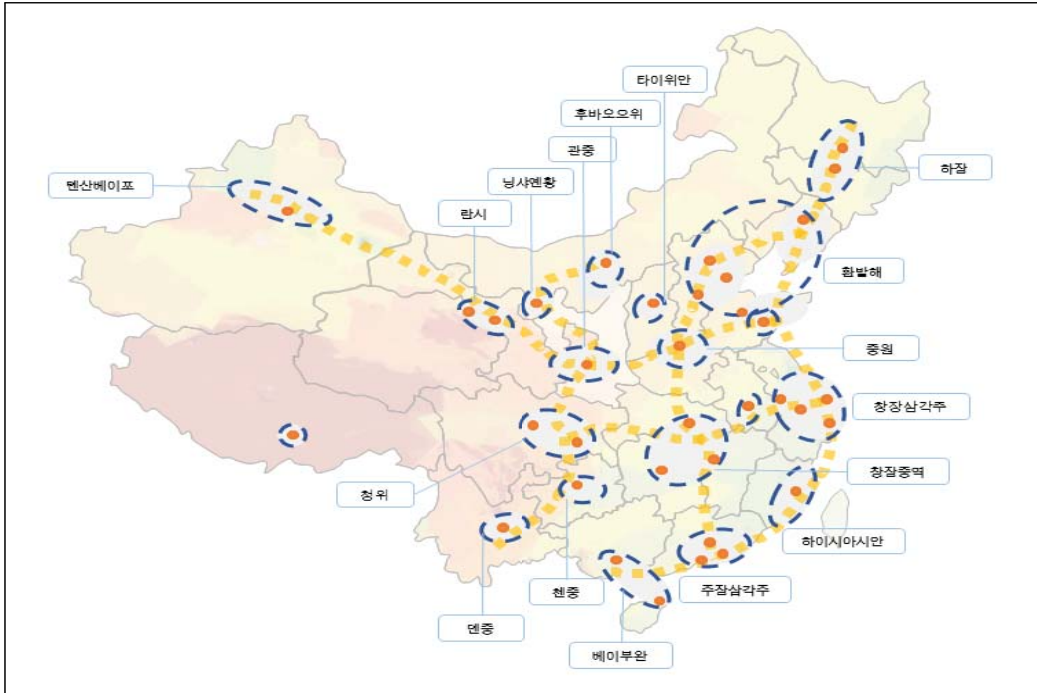 타이위안
후바오으위
관중
하잘
닝샤옌황
톈산베이포
란시
환발해
중원
창장삼각주
창장중역
청위
하이시아시안
첸중
주장삼각주
뎬중
베이부완